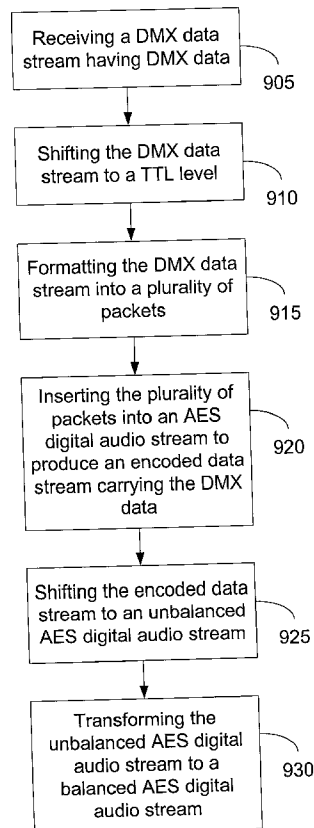 Receiving a DMX data
stream having DMX data
905
Shifting the DMX data
stream to a TTL level
910
Formatting the DMX data
stream into a plurality of
packets
915
Inserting the plurality of
packets into an AES
digital audio stream to
produce an encoded data
stream carrying the DMX
data
920
Shifting the encoded data
stream to an unbalanced
AES digital audio stream
925
Transforming the
unbalanced AES digital
audio stream to a
balanced AES digital
audio stream
930